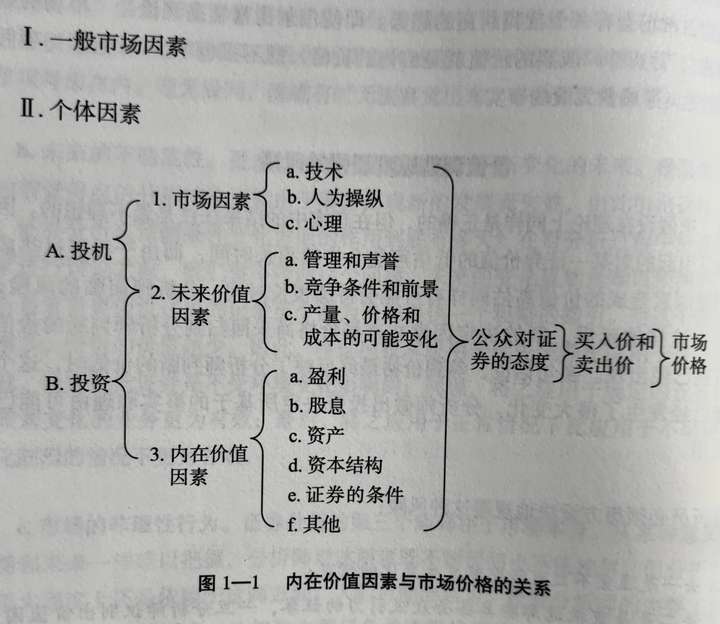 Ⅰ.一般市场因素
Ⅱ.个体因素
A.投机
B.投资
1.市场因素
a.技术
b.人为操纵
c.心理
2.未来价值
因素
a.管理和声誉
b.竞争条件和前景
c.产量、价格和
成本的可能变化
3.内在价值
因素
a.盈利
b.股息
c.资产
d.资本结构
e.证券的条件
f.其他
公众对证
券的态度
买入价和
卖出价
市场
价格
图 1—1 内在价值因素与市场价格的关系